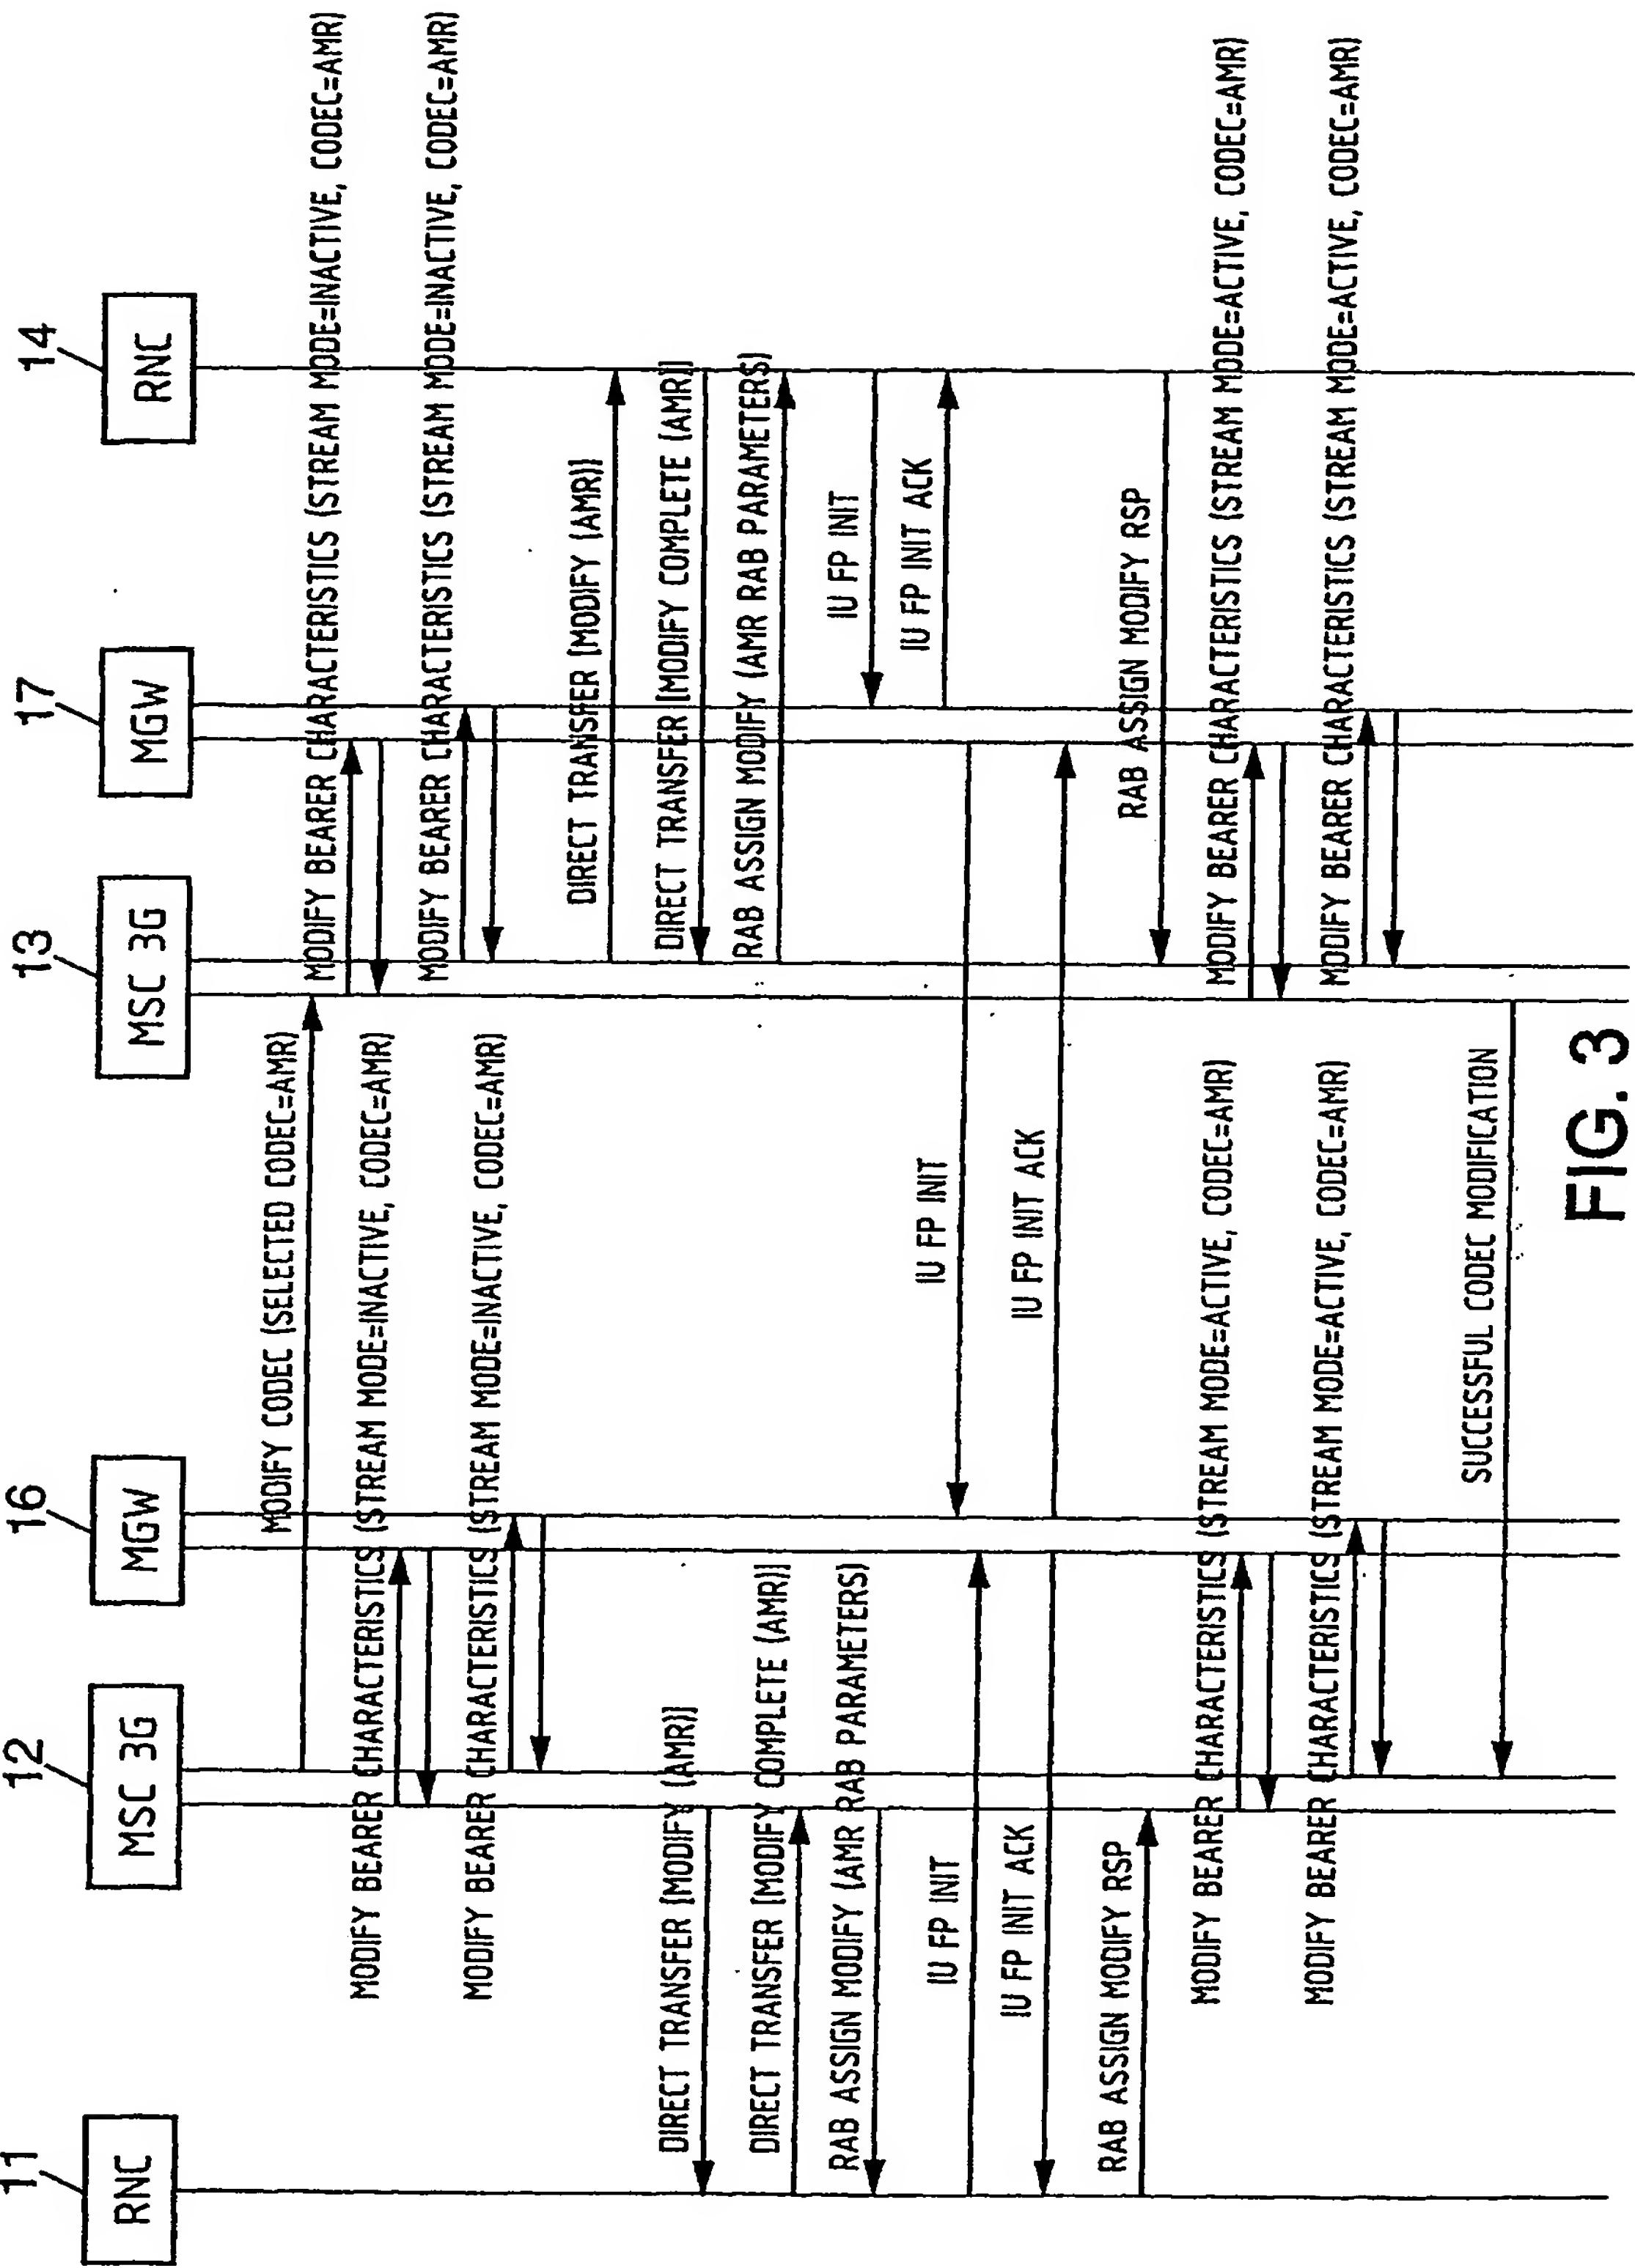 11
RNC
12
MSC 3G
16
MGW
13
MSC 3G
17
MGW
14
RNC
MODIFY CODEC (SELECTED CODEC=AMR)
MODIFY BEARER CHARACTERISTICS (STREAM MODE=INACTIVE, CODEC=AMR)
MODIFY BEARER CHARACTERISTICS (STREAM MODE=INACTIVE, CODEC=AMR)
MODIFY BEARER CHARACTERISTICS (STREAM MODE=INACTIVE, CODEC=AMR)
MODIFY BEARER CHARACTERISTICS (STREAM MODE=INACTIVE, CODEC=AMR)
DIRECT TRANSFER [MODIFY (AMR)]
DIRECT TRANSFER [MODIFY (AMR)]
DIRECT TRANSFER [MODIFY COMPLETE (AMR)]
DIRECT TRANSFER [MODIFY COMPLETE (AMR)]
RAB ASSIGN MODIFY (AMR RAB PARAMETERS)
RAB ASSIGN MODIFY (AMR RAB PARAMETERS)
IU FP INIT
IU FP INIT ACK
IU FP INIT
IU FP INIT
IU FP INIT ACK
IU FP INIT ACK
RAB ASSIGN MODIFY RSP
RAB ASSIGN MODIFY RSP
MODIFY BEARER CHARACTERISTICS (STREAM MODE=ACTIVE, CODEC=AMR)
MODIFY BEARER CHARACTERISTICS (STREAM MODE=ACTIVE, CODEC=AMR)
MODIFY BEARER CHARACTERISTICS (STREAM MODE=ACTIVE, CODEC=AMR)
MODIFY BEARER CHARACTERISTICS (STREAM MODE=ACTIVE, CODEC=AMR)
SUCCESSFUL CODEC MODIFICATION
FIG. 3